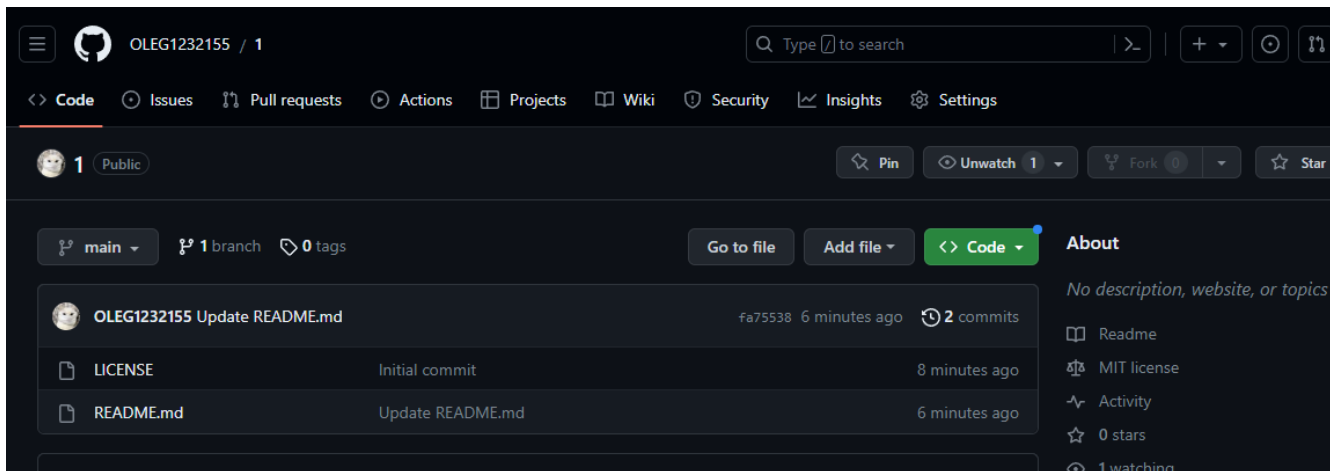 OLEG1232155 / 1
Type / to search
Code Issues Pull requests Actions Projects Wiki Security Insights Settings
1 Public
Pin Unwatch 1 Fork 0 Star
main 1 branch 0 tags
Go to file Add file Code
About
No description, website, or topics
OLEG1232155 Update README.md fa75538 6 minutes ago 2 commits
Readme
LICENSE Initial commit 8 minutes ago
MIT license
Activity
README.md Update README.md 6 minutes ago
0 stars
1 watching